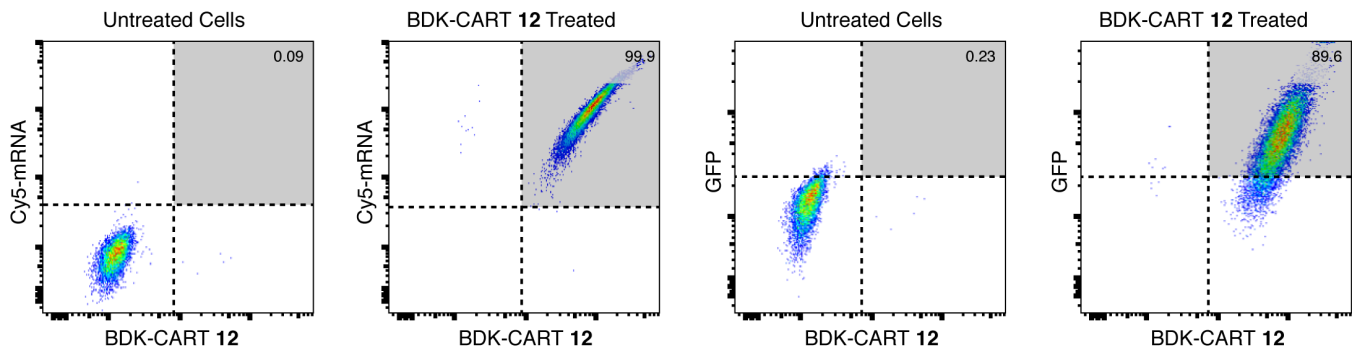 Untreated Cells
BDK-CART 12 Treated
Untreated Cells
BDK-CART 12 Treated
0.09
99.9
0.23
89.6
Cy5-mRNA
Cy5-mRNA
GFP
GFP
BDK-CART 12
BDK-CART 12
BDK-CART 12
BDK-CART 12